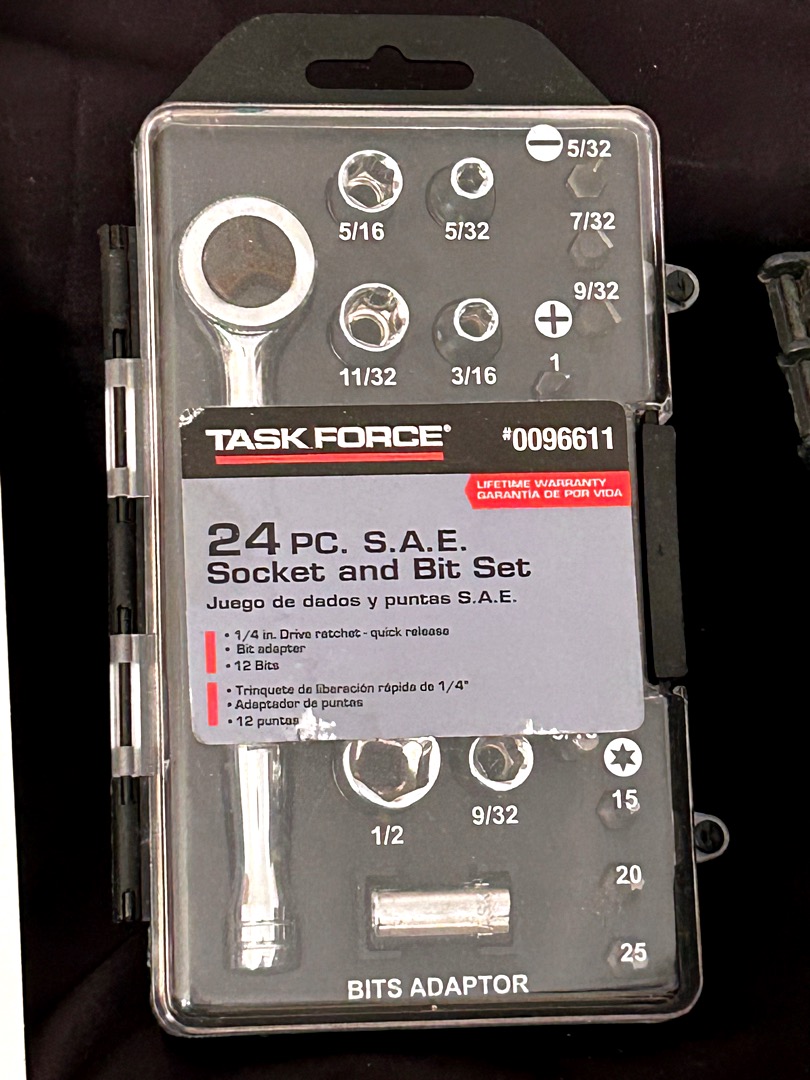 5/32
5/16
5/32
7/32
9/32
11/32
3/16
1
TASK FORCE® #0096611
LIFETIME WARRANTY
GARANTÍA DE POR VIDA
24 PC. S.A.E.
Socket and Bit Set
Juego de dados y puntas S.A.E.
• 1/4 in. Drive ratchet - quick release
• Bit adapter
• 12 Bits
• Trinquete de liberación rápida de 1/4"
• Adaptador de puntas
• 12 puntas
1/2
9/32
15
20
25
BITS ADAPTOR